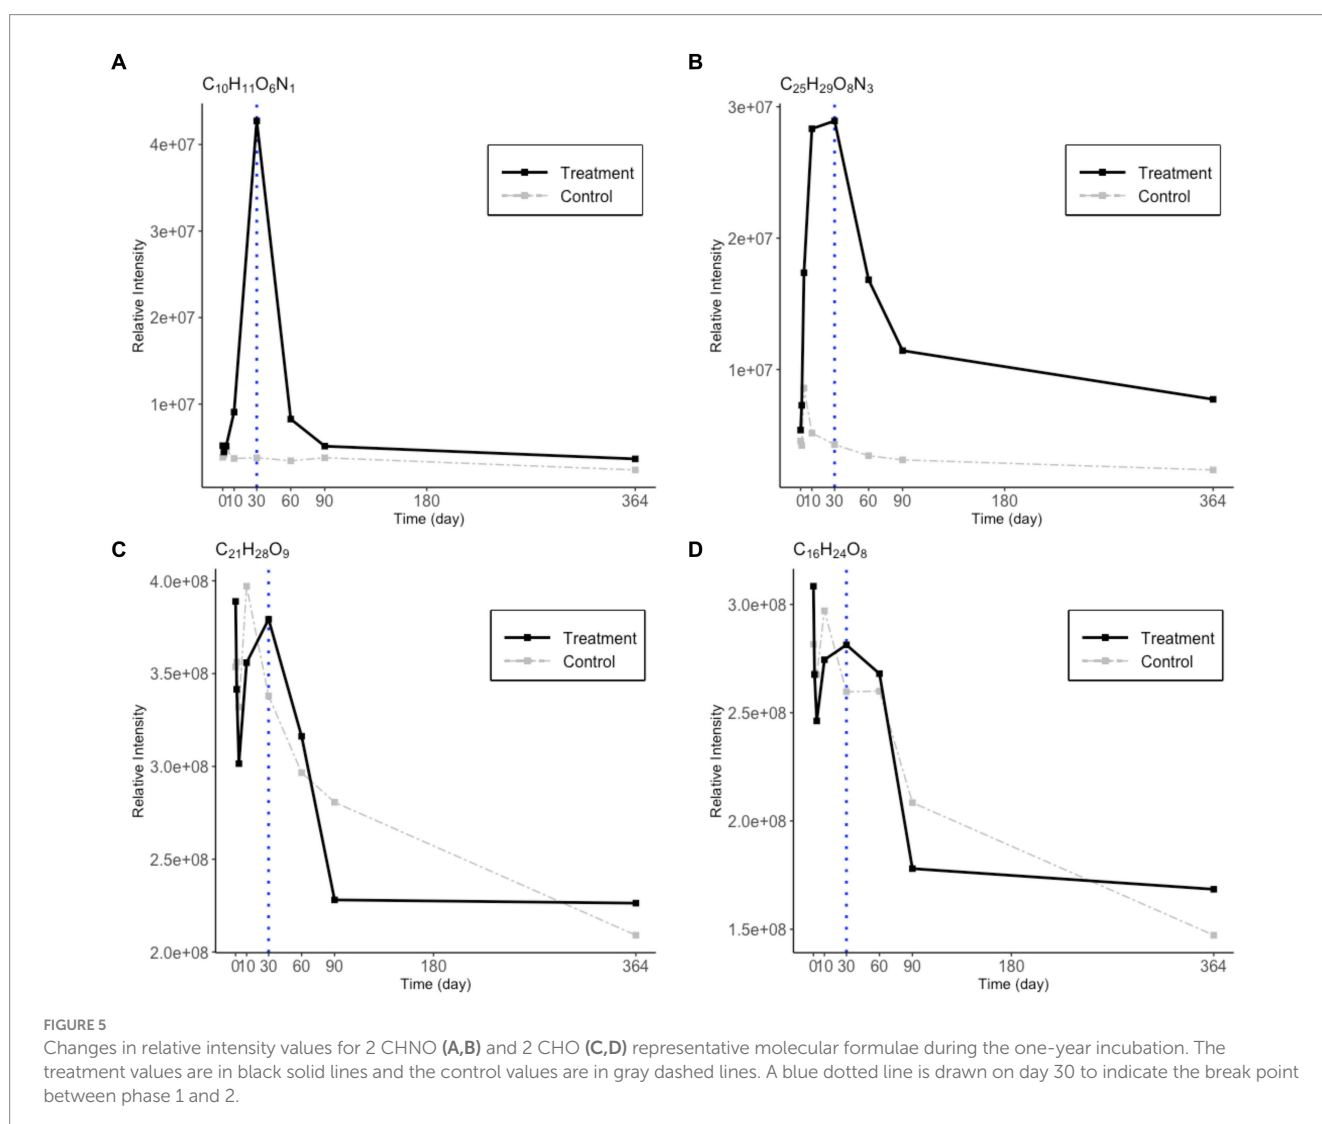 A
C₁₀H₁₁O₆N₁
4e+07
3e+07
2e+07
1e+07
Relative Intensity
Treatment
Control
0 10 30 60 90 180 364
Time (day)
B
C₂₅H₂₉O₈N₃
3e+07
2e+07
1e+07
Relative Intensity
Treatment
Control
0 10 30 60 90 180 364
Time (day)
C
C₂₁H₂₈O₉
4.0e+08
3.5e+08
3.0e+08
2.5e+08
2.0e+08
Relative Intensity
Treatment
Control
0 10 30 60 90 180 364
Time (day)
D
C₁₆H₂₄O₈
3.0e+08
2.5e+08
2.0e+08
1.5e+08
Relative Intensity
Treatment
Control
0 10 30 60 90 180 364
Time (day)
FIGURE 5
Changes in relative intensity values for 2 CHNO (A,B) and 2 CHO (C,D) representative molecular formulae during the one-year incubation. The
treatment values are in black solid lines and the control values are in gray dashed lines. A blue dotted line is drawn on day 30 to indicate the break point
between phase 1 and 2.